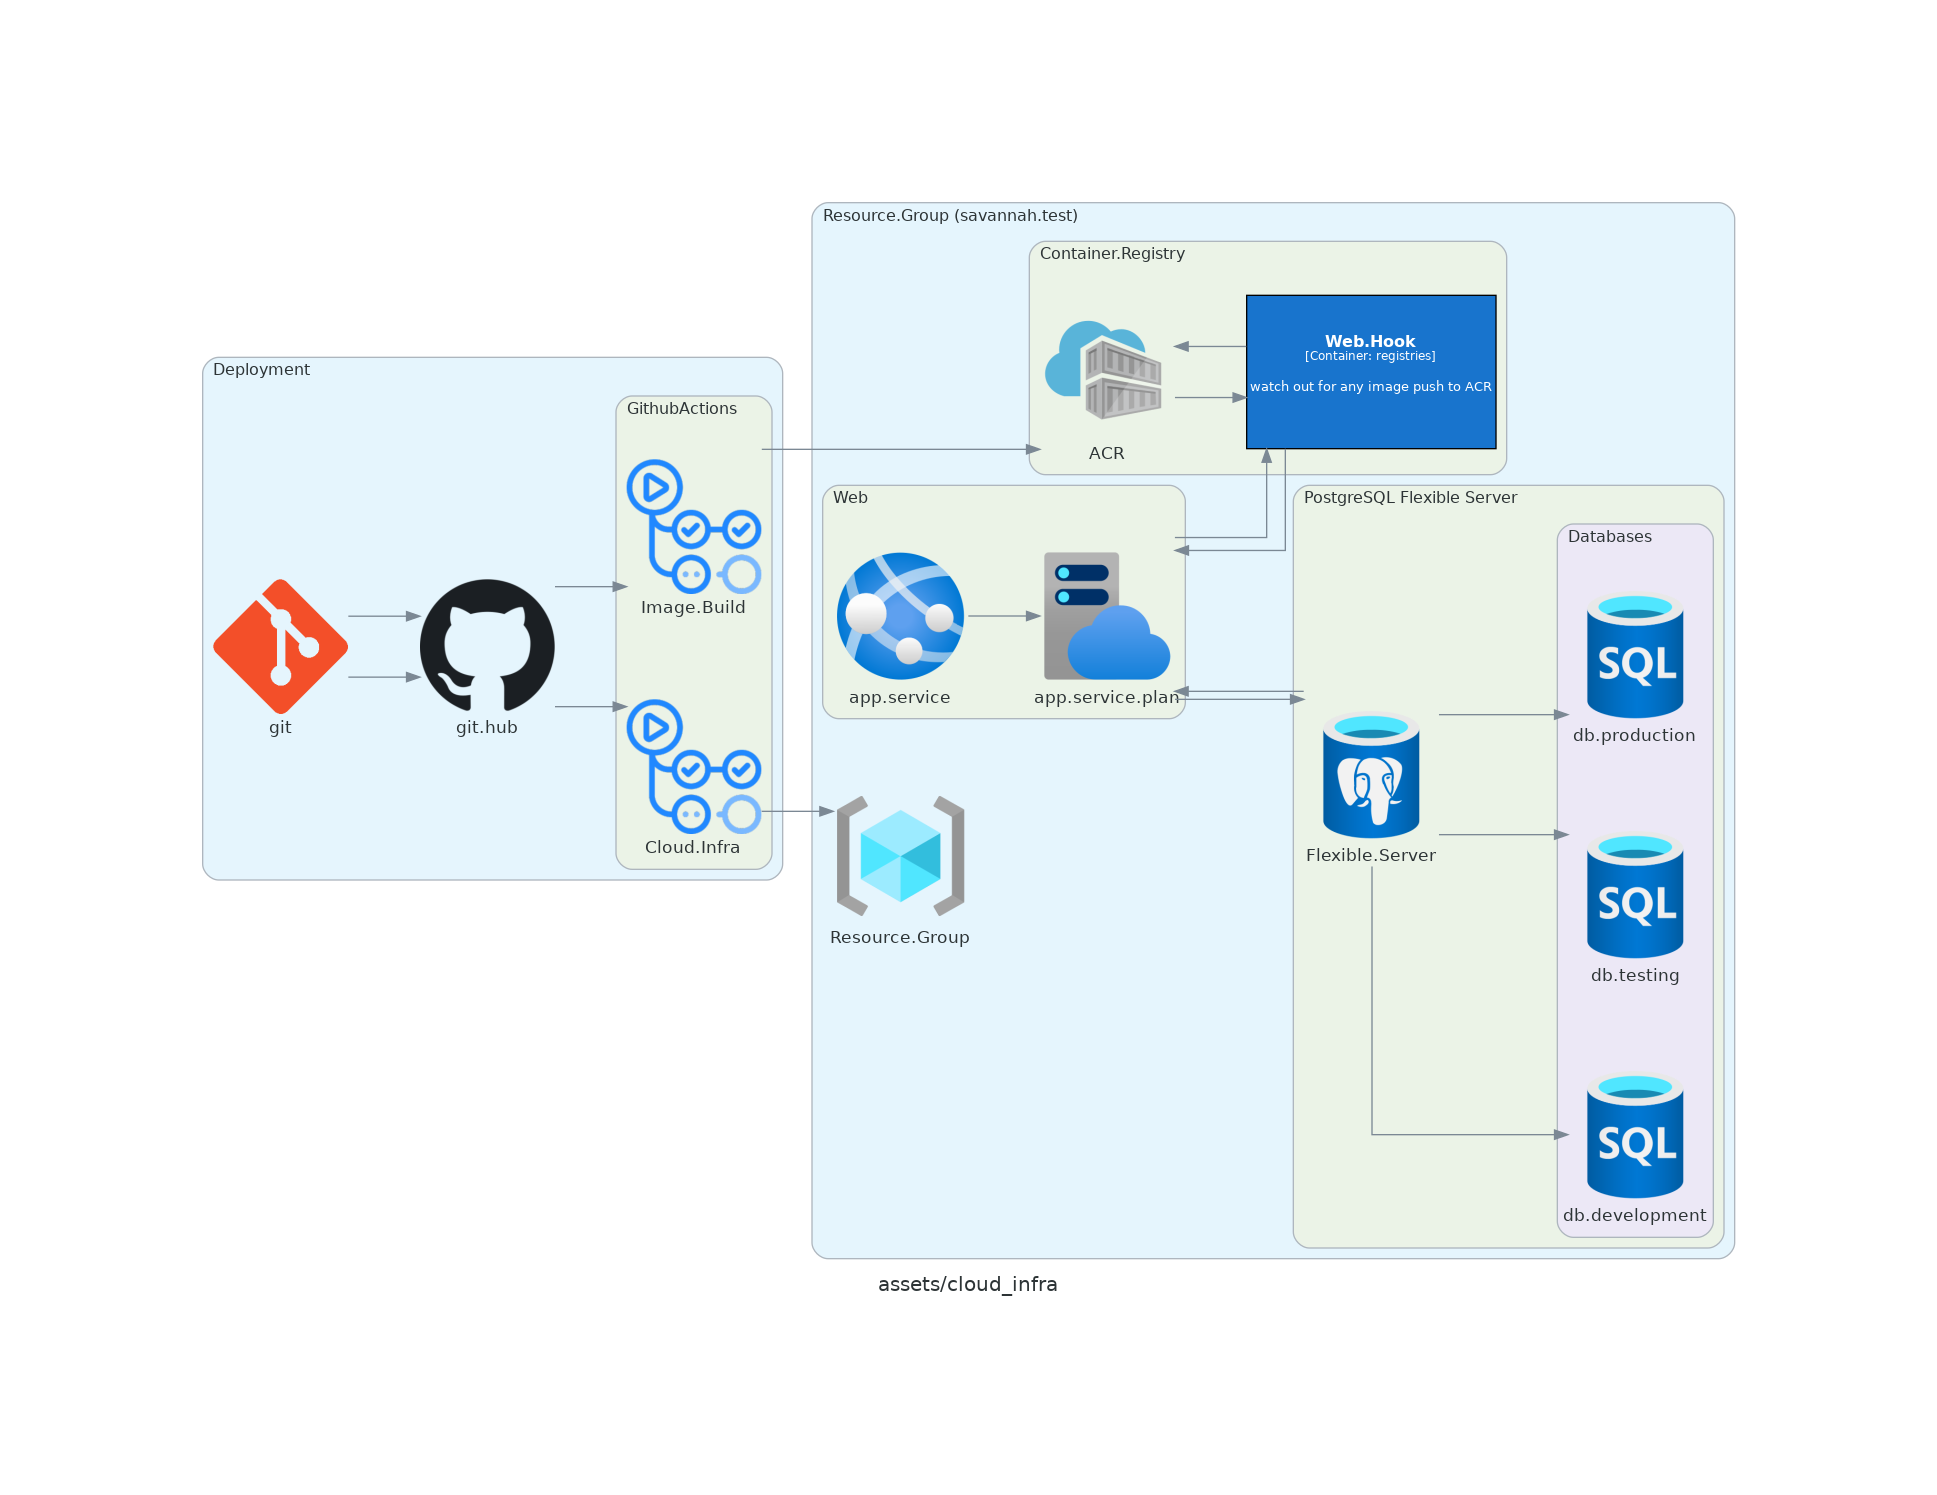 Resource.Group (savannah.test)
Container.Registry
Web.Hook
[Container: registries]
watch out for any image push to ACR
ACR
Deployment
GithubActions
Image.Build
Cloud.Infra
git
git.hub
Web
app.service
app.service.plan
Resource.Group
PostgreSQL Flexible Server
Databases
SQL
db.production
Flexible.Server
SQL
db.testing
SQL
db.development
assets/cloud_infra